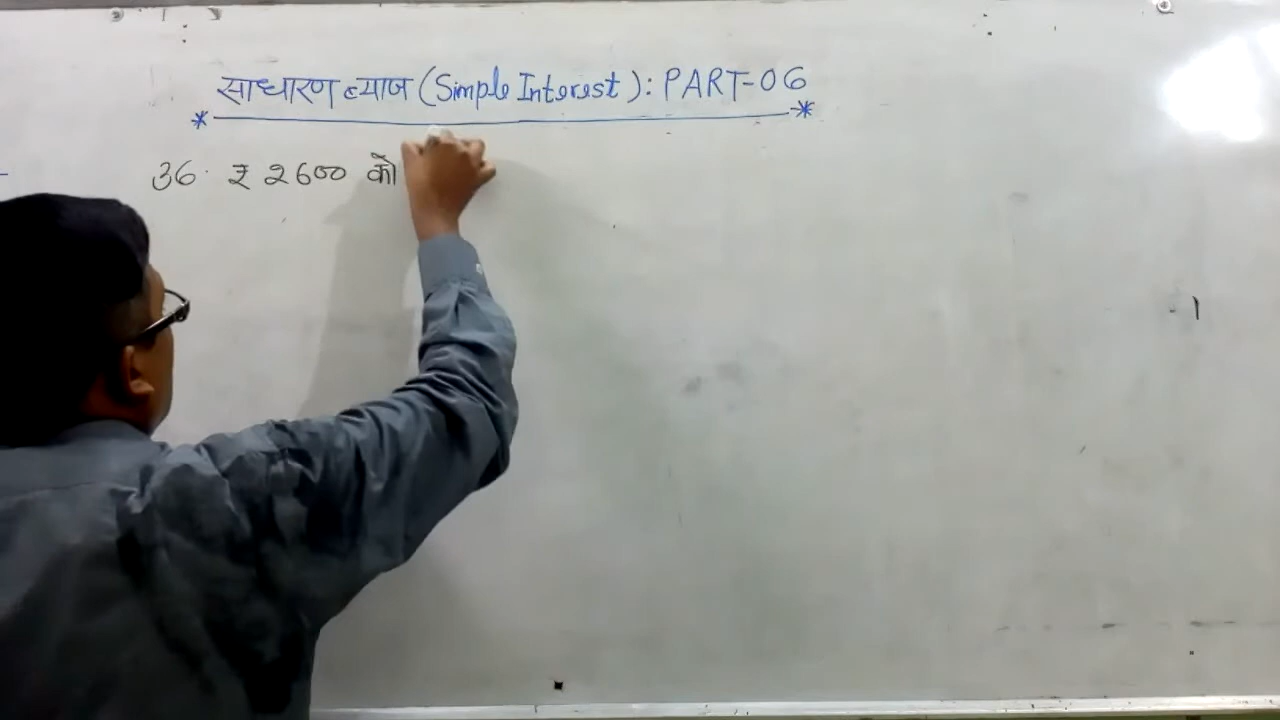 साधारण ब्याज (Simple Interest): PART-06
36. ₹ 2600 को